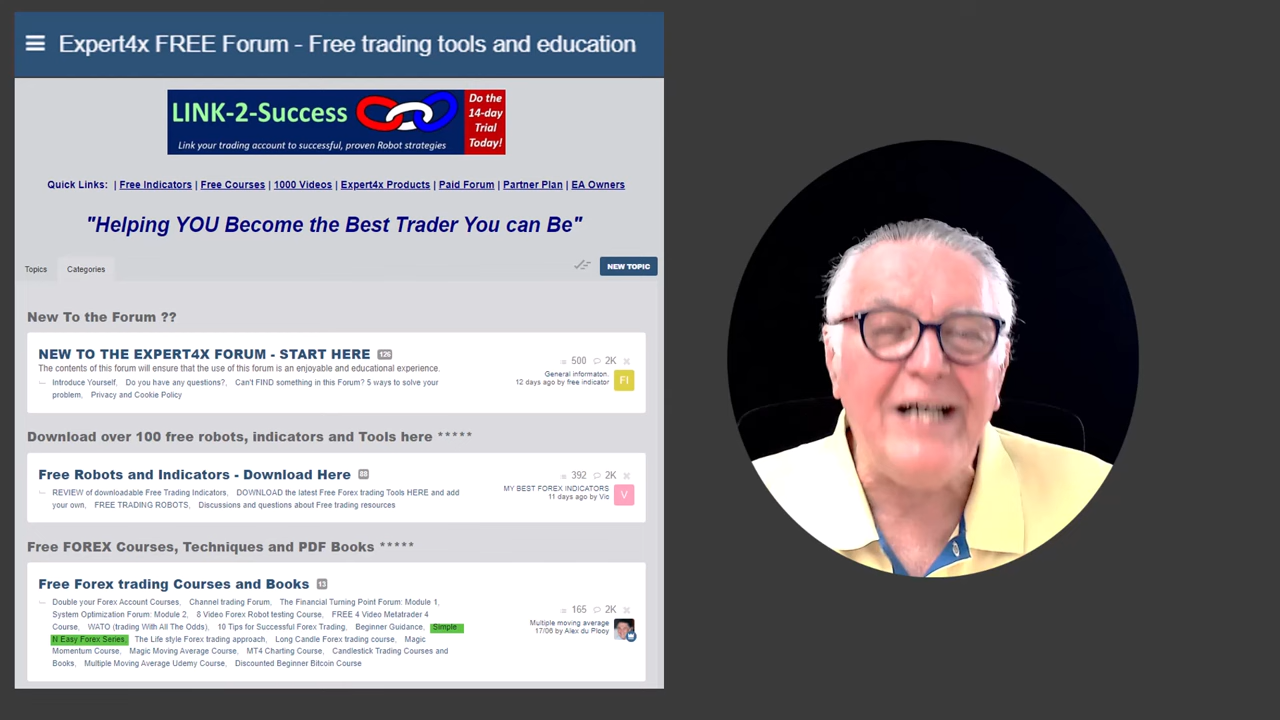 Expert4x FREE Forum - Free trading tools and education
LINK-2-Success
Link your trading account to successful, proven Robot strategies
Do the
14-day
Trial
Today!
Quick Links: | Free Indicators | Free Courses | 1000 Videos | Expert4x Products | Paid Forum | Partner Plan | EA Owners
"Helping YOU Become the Best Trader You can Be"
Topics
Categories
NEW TOPIC
New To the Forum ??
NEW TO THE EXPERT4X FORUM - START HERE 126
The contents of this forum will ensure that the use of this forum is an enjoyable and educational experience.
Introduce Yourself, Do you have any questions?, Can't FIND something in this Forum? 5 ways to solve your
problem, Privacy and Cookie Policy
500 2K
General informaton.
12 days ago by free indicator
FI
Download over 100 free robots, indicators and Tools here *****
Free Robots and Indicators - Download Here 88
REVIEW of downloadable Free Trading Indicators, DOWNLOAD the latest Free Forex trading Tools HERE and add
your own, FREE TRADING ROBOTS, Discussions and questions about Free trading resources
392 2K
MY BEST FOREX INDICATORS
11 days ago by Vic
V
Free FOREX Courses, Techniques and PDF Books *****
Free Forex trading Courses and Books 13
Double your Forex Account Courses, Channel trading Forum, The Financial Turning Point Forum: Module 1,
System Optimization Forum: Module 2, 8 Video Forex Robot testing Course, FREE 4 Video Metatrader 4
Course, WATO (trading With All The Odds), 10 Tips for Successful Forex Trading, Beginner Guidance, Simple
N Easy Forex Series, The Life style Forex trading approach, Long Candle Forex trading course, Magic
Momentum Course, Magic Moving Average Course, MT4 Charting Course, Candlestick Trading Courses and
Books, Multiple Moving Average Udemy Course, Discounted Beginner Bitcoin Course
165 2K
Multiple moving average
17/06 by Alex du Plooy